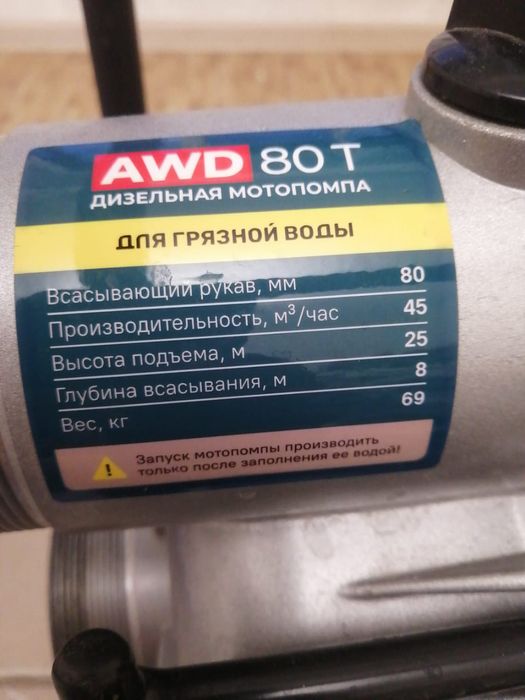 AWD 80 T
ДИЗЕЛЬНАЯ МОТОПОМПА
ДЛЯ ГРЯЗНОЙ ВОДЫ
Всасывающий рукав, мм 80
Производительность, м³/час 45
Высота подъема, м 25
Глубина всасывания, м 8
Вес, кг 69
Запуск мотопомпы производить
только после заполнения ее водой!